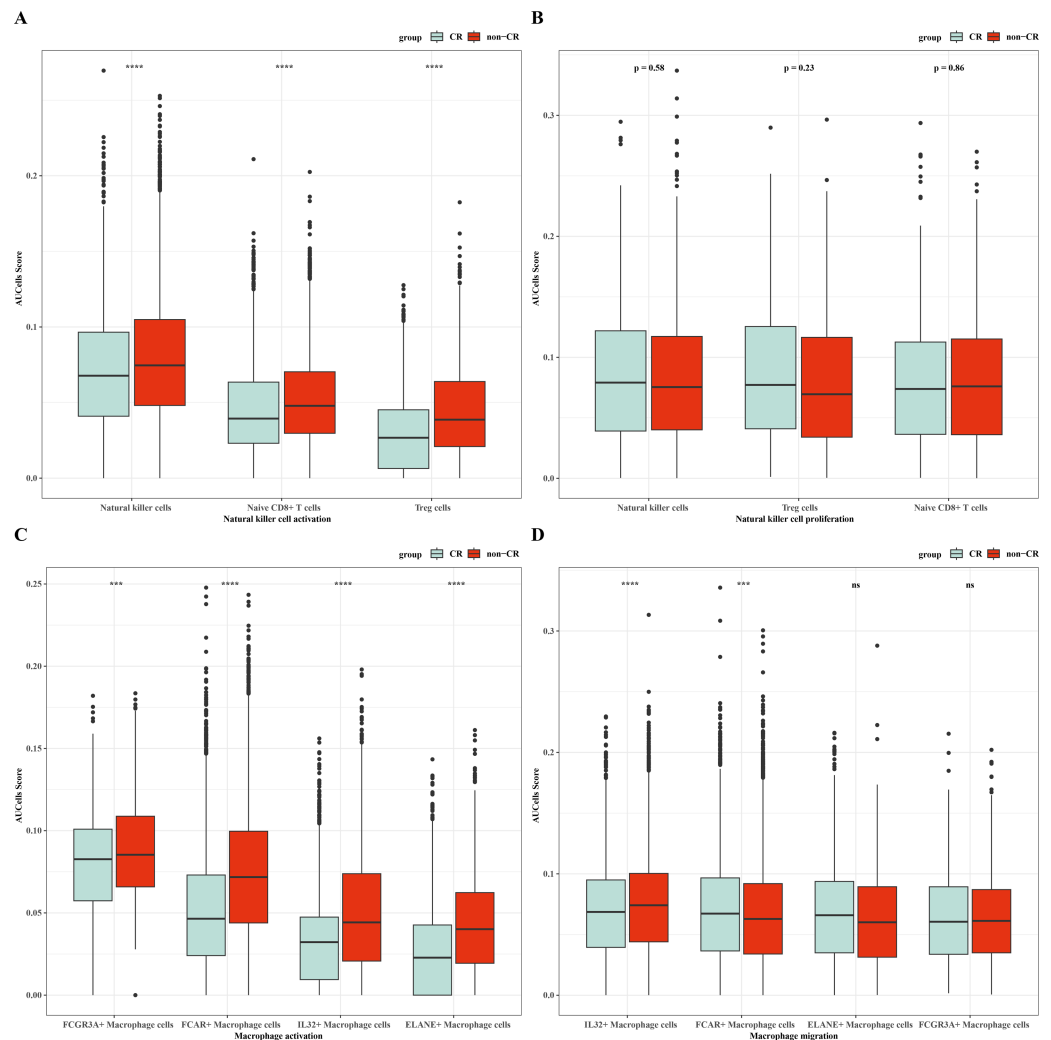 A
group CR non−CR
**** **** ****
0.2
0.1
0.0
AUCells Score
Natural killer cells Naive CD8+ T cells Treg cells
Natural killer cell activation
B
group CR non−CR
p = 0.58 p = 0.23 p = 0.86
0.3
0.2
0.1
0.0
AUCells Score
Natural killer cells Treg cells Naive CD8+ T cells
Natural killer cell proliferation
C
group CR non−CR
*** **** **** ****
0.25
0.20
0.15
0.10
0.05
0.00
AUCells Score
FCGR3A+ Macrophage cells FCAR+ Macrophage cells IL32+ Macrophage cells ELANE+ Macrophage cells
Macrophage activation
D
group CR non−CR
**** *** ns ns
0.3
0.2
0.1
0.0
AUCells Score
IL32+ Macrophage cells FCAR+ Macrophage cells ELANE+ Macrophage cells FCGR3A+ Macrophage cells
Macrophage migration